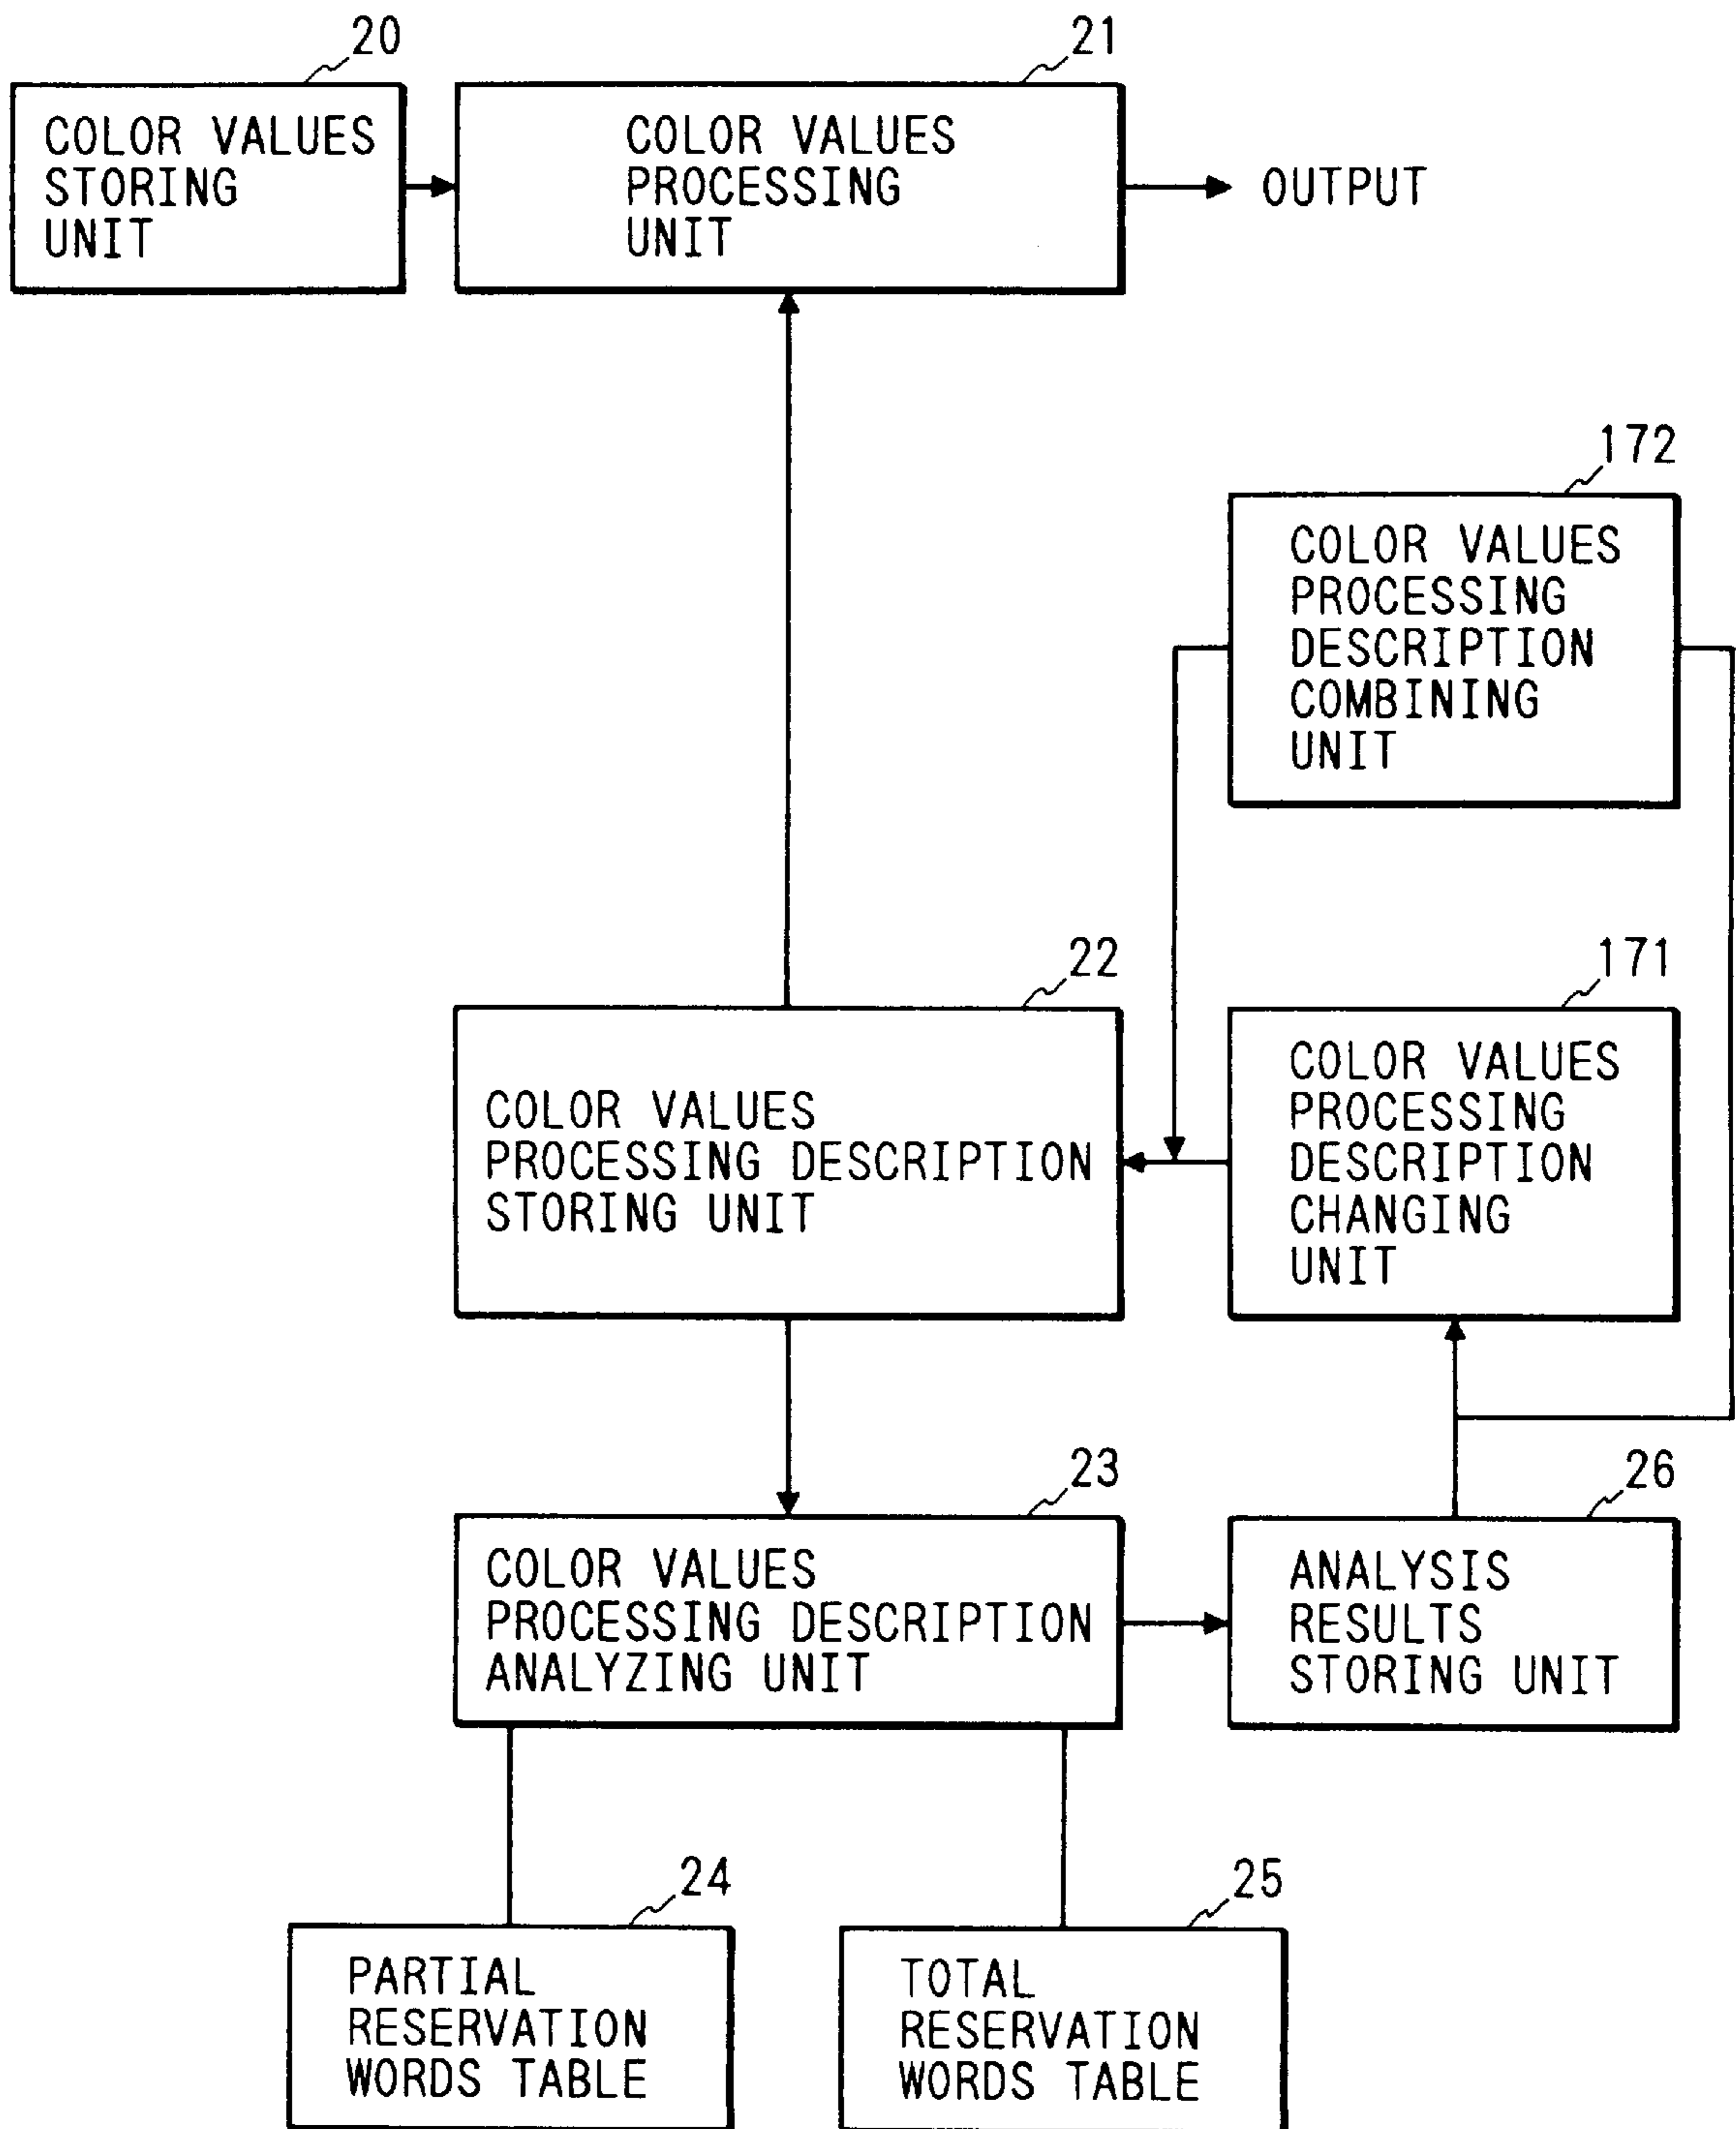 20
COLOR VALUES
STORING
UNIT
21
COLOR VALUES
PROCESSING
UNIT
OUTPUT
172
COLOR VALUES
PROCESSING
DESCRIPTION
COMBINING
UNIT
22
COLOR VALUES
PROCESSING DESCRIPTION
STORING UNIT
171
COLOR VALUES
PROCESSING
DESCRIPTION
CHANGING
UNIT
23
COLOR VALUES
PROCESSING DESCRIPTION
ANALYZING UNIT
26
ANALYSIS
RESULTS
STORING UNIT
24
PARTIAL
RESERVATION
WORDS TABLE
25
TOTAL
RESERVATION
WORDS TABLE